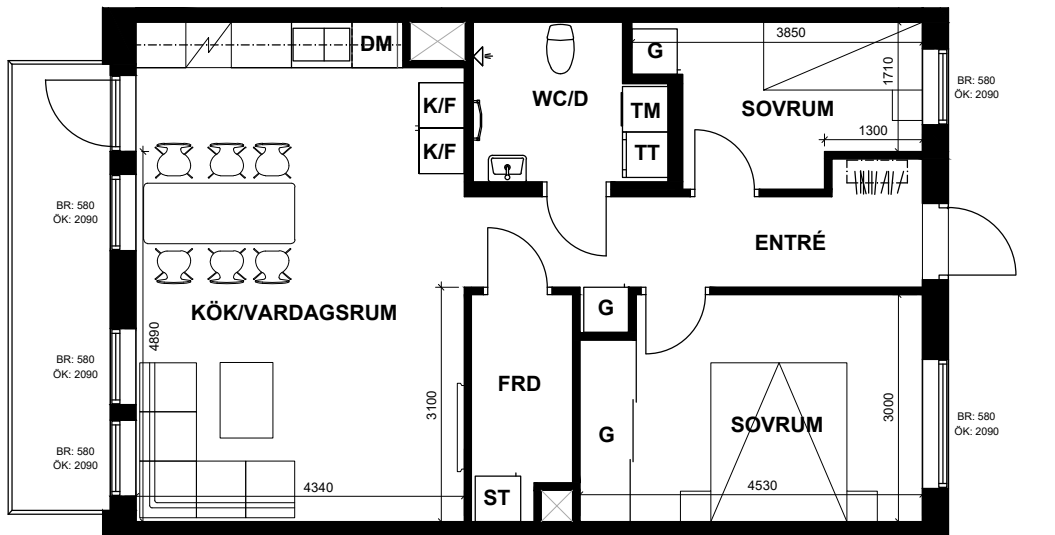 DM
G
3850
1710
BR: 580
ÖK: 2090
K/F
WC/D
TM
SOVRUM
K/F
TT
1300
BR: 580
ÖK: 2090
ENTRÉ
KÖK/VARDAGSRUM
G
4890
BR: 580
ÖK: 2090
3100
FRD
3000
SOVRUM
BR: 580
ÖK: 2090
G
BR: 580
ÖK: 2090
4340
ST
4530